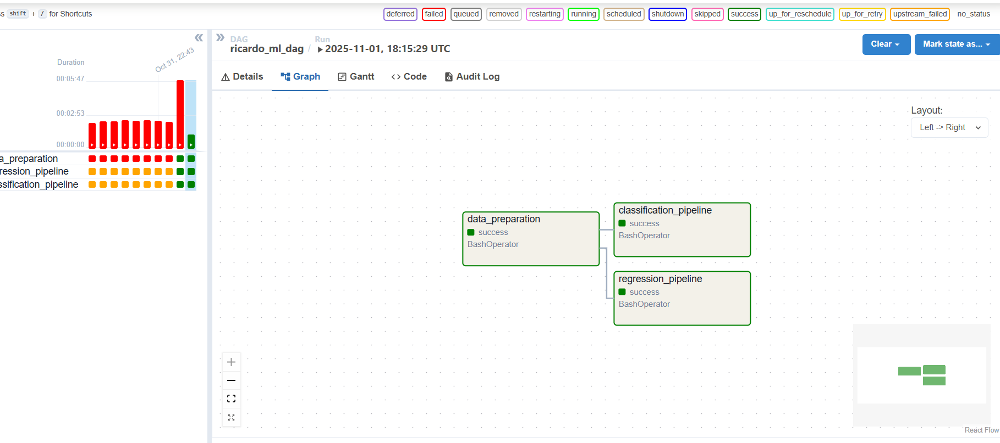 s shift + / for Shortcuts
deferred failed queued removed restarting running scheduled shutdown skipped success up_for_reschedule up_for_retry upstream_failed no_status
Duration
Oct 31, 22:43
00:05:47
00:02:53
00:00:00
a_preparation
ression_pipeline
ssification_pipeline
DAG
ricardo_ml_dag
/
Run
2025-11-01, 18:15:29 UTC
Clear
Mark state as...
Details
Graph
Gantt
Code
Audit Log
Layout:
Left -> Right
data_preparation
success
BashOperator
classification_pipeline
success
BashOperator
regression_pipeline
success
BashOperator
React Flow